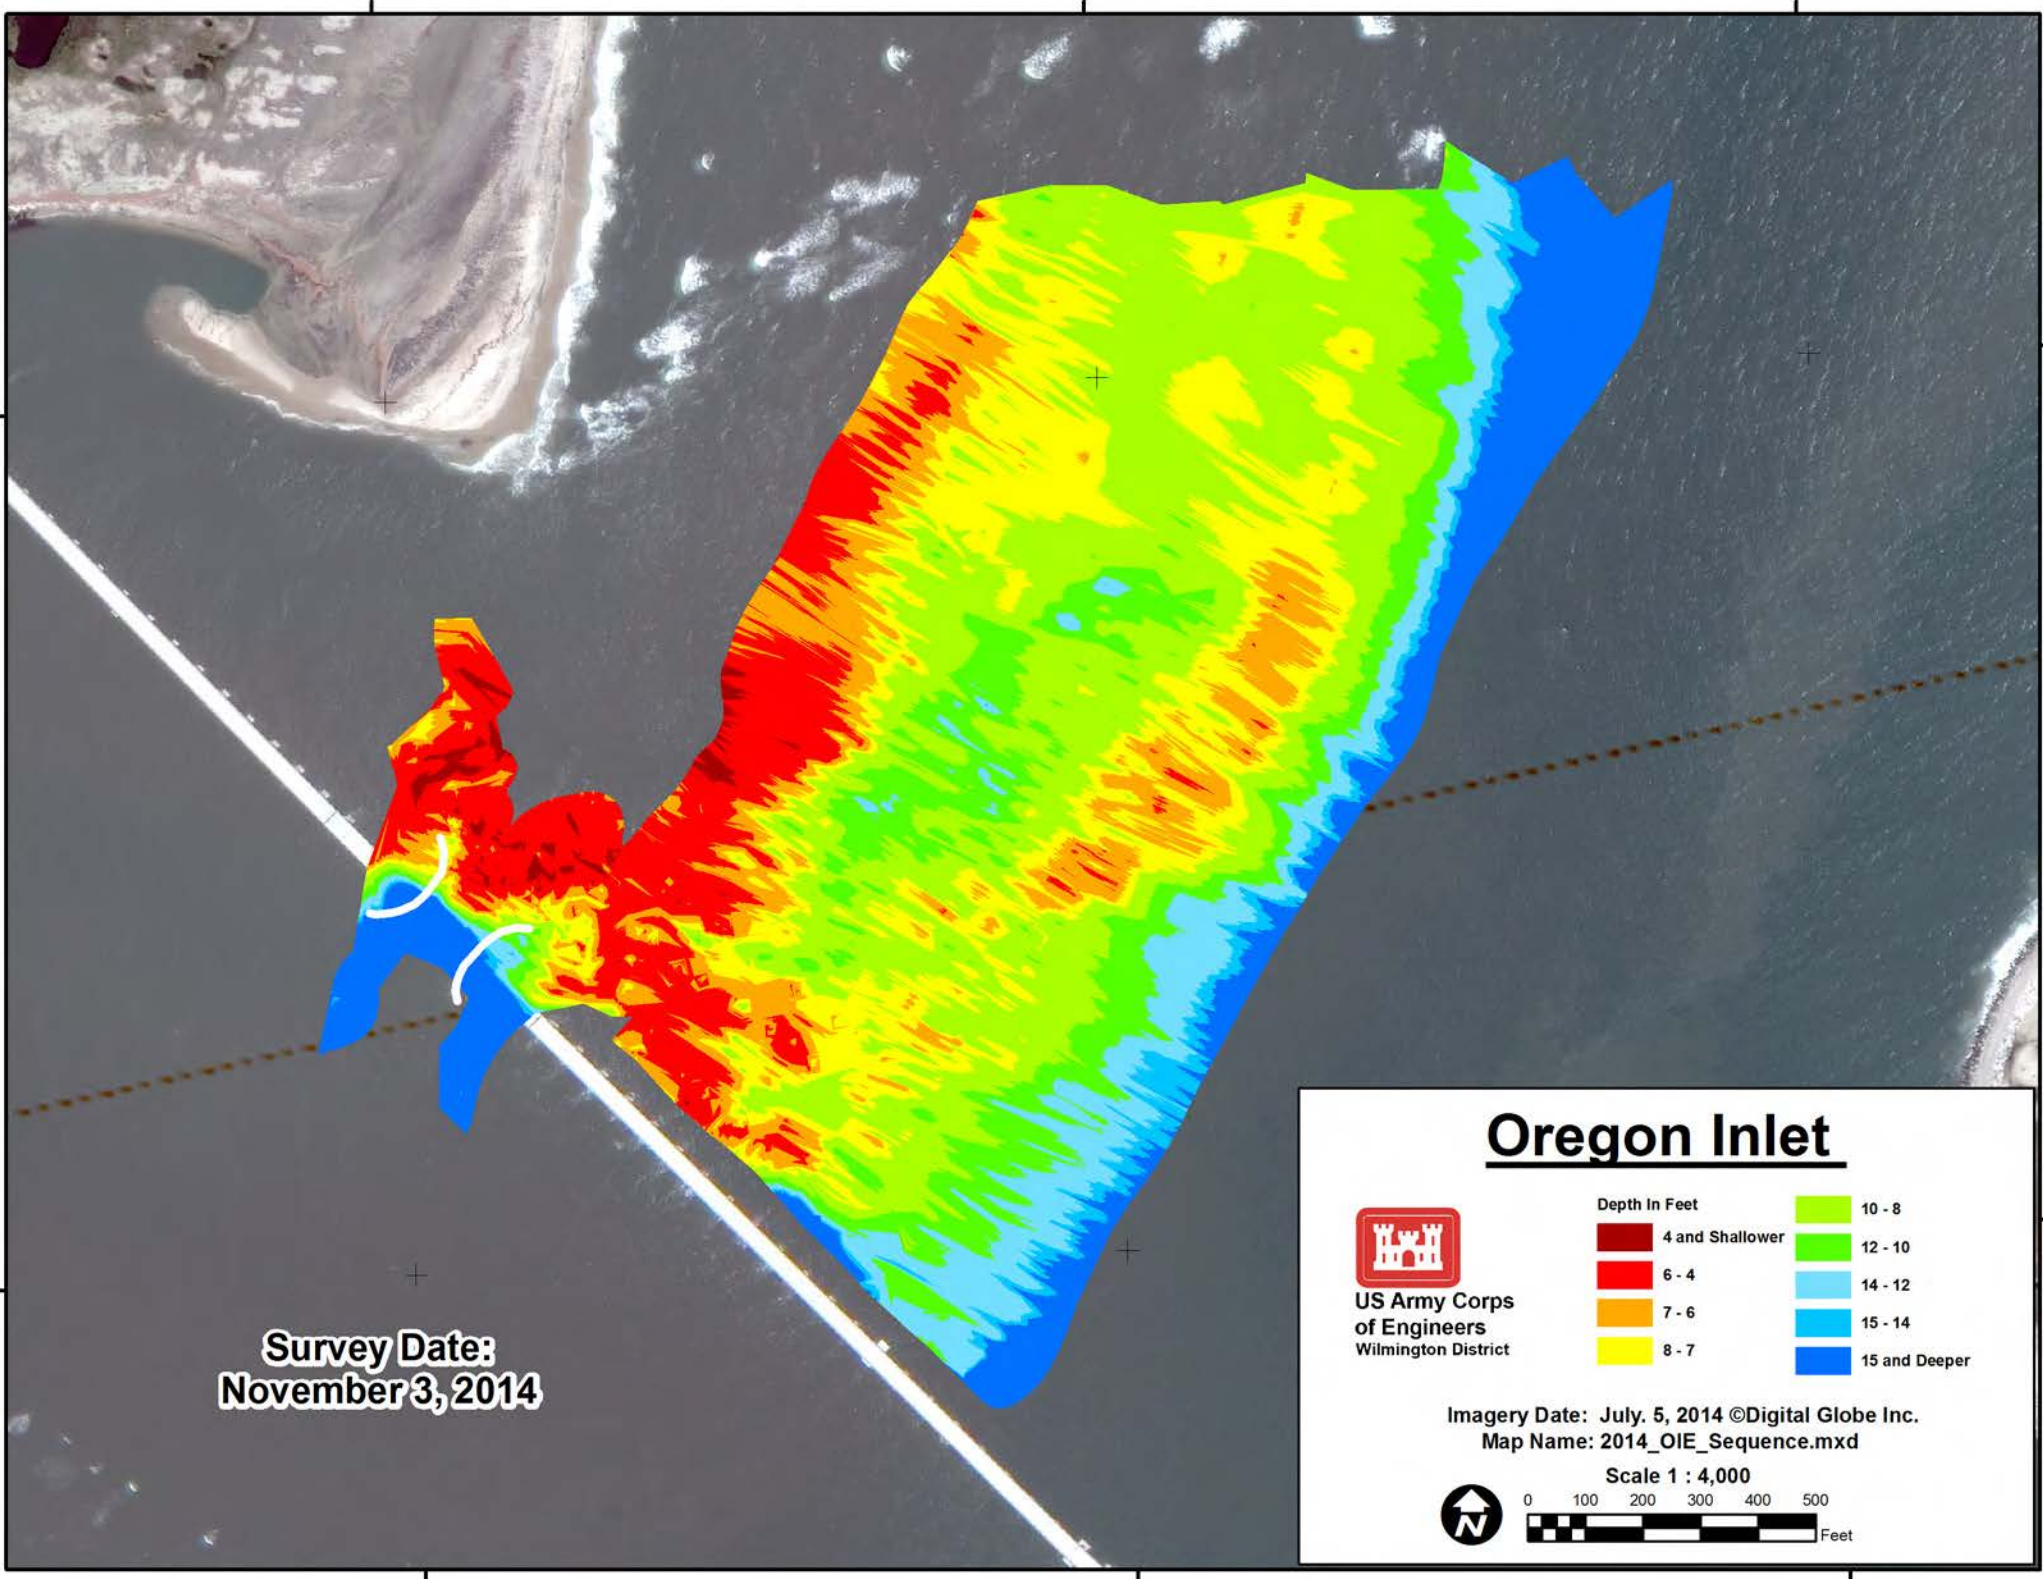 Survey Date:
November 3, 2014
Oregon Inlet
US Army Corps
of Engineers
Wilmington District
Depth In Feet
4 and Shallower
6 - 4
7 - 6
8 - 7
10 - 8
12 - 10
14 - 12
15 - 14
15 and Deeper
Imagery Date: July. 5, 2014 ©Digital Globe Inc.
Map Name: 2014_OIE_Sequence.mxd
Scale 1 : 4,000
N
0 100 200 300 400 500
Feet